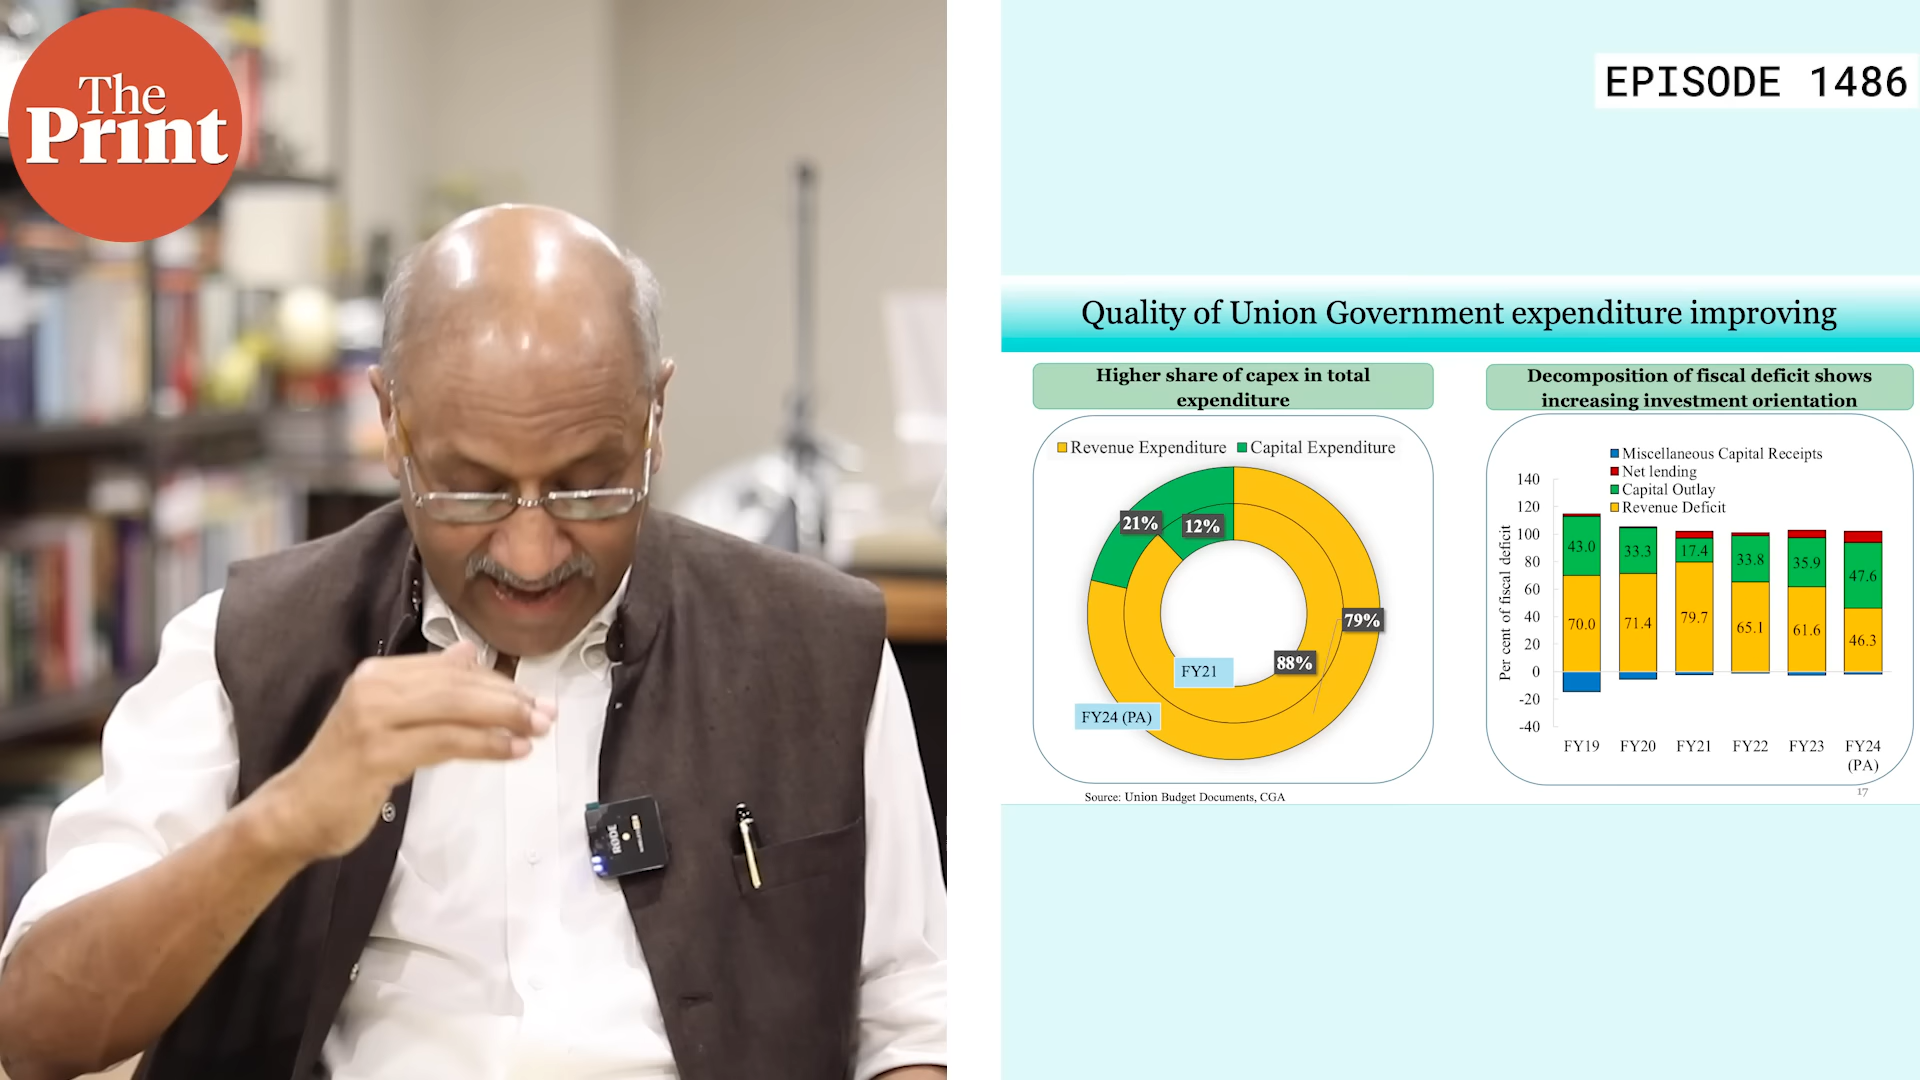 The
Print
EPISODE 1486
Quality of Union Government expenditure improving
Higher share of capex in total
expenditure
Revenue Expenditure
Capital Expenditure
21%
12%
79%
88%
FY21
FY24 (PA)
Source: Union Budget Documents, CGA
Decomposition of fiscal deficit shows
increasing investment orientation
Miscellaneous Capital Receipts
Net lending
Capital Outlay
Revenue Deficit
Per cent of fiscal deficit
140
120
100
80
60
40
20
0
-20
-40
43.0
33.3
17.4
33.8
35.9
47.6
70.0
71.4
79.7
65.1
61.6
46.3
FY19
FY20
FY21
FY22
FY23
FY24
(PA)
17
RODE